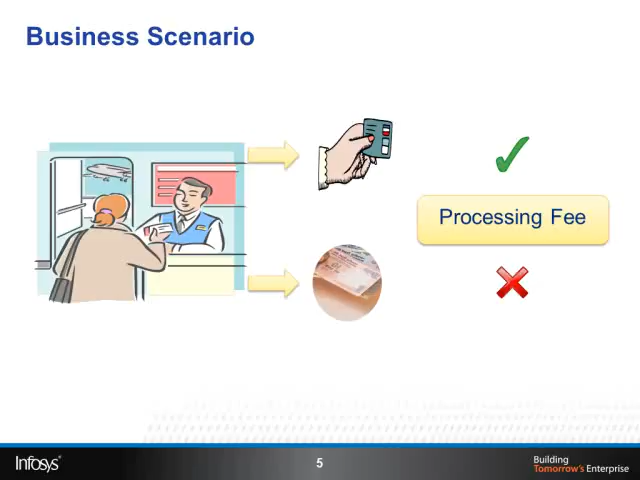 Business Scenario
Processing Fee
Infosys
5
Building
Tomorrow's Enterprise